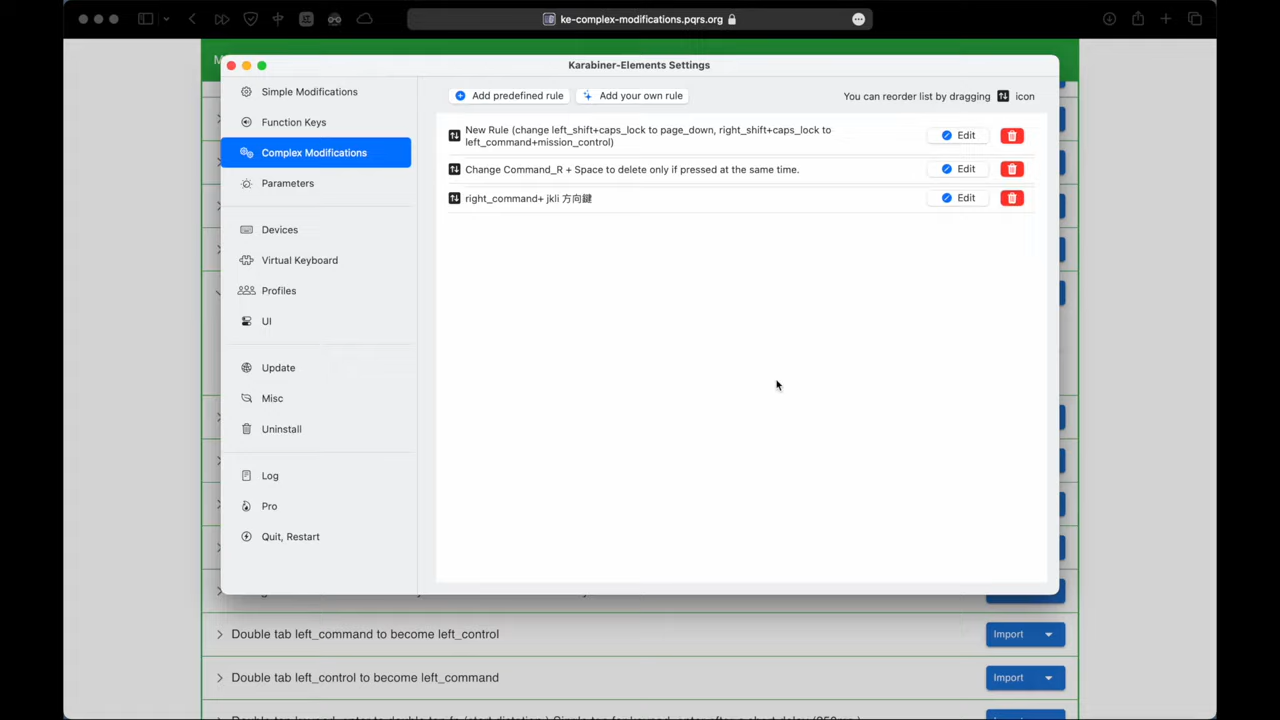 ke-complex-modifications.pqrs.org
Karabiner-Elements Settings
Simple Modifications
Function Keys
Complex Modifications
Parameters
Devices
Virtual Keyboard
Profiles
UI
Update
Misc
Uninstall
Log
Pro
Quit, Restart
Add predefined rule
Add your own rule
You can reorder list by dragging icon
New Rule (change left_shift+caps_lock to page_down, right_shift+caps_lock to
left_command+mission_control)
Edit
Change Command_R + Space to delete only if pressed at the same time.
Edit
right_command+ jkli 方向鍵
Edit
Double tab left_command to become left_control
Import
Double tab left_control to become left_command
Import